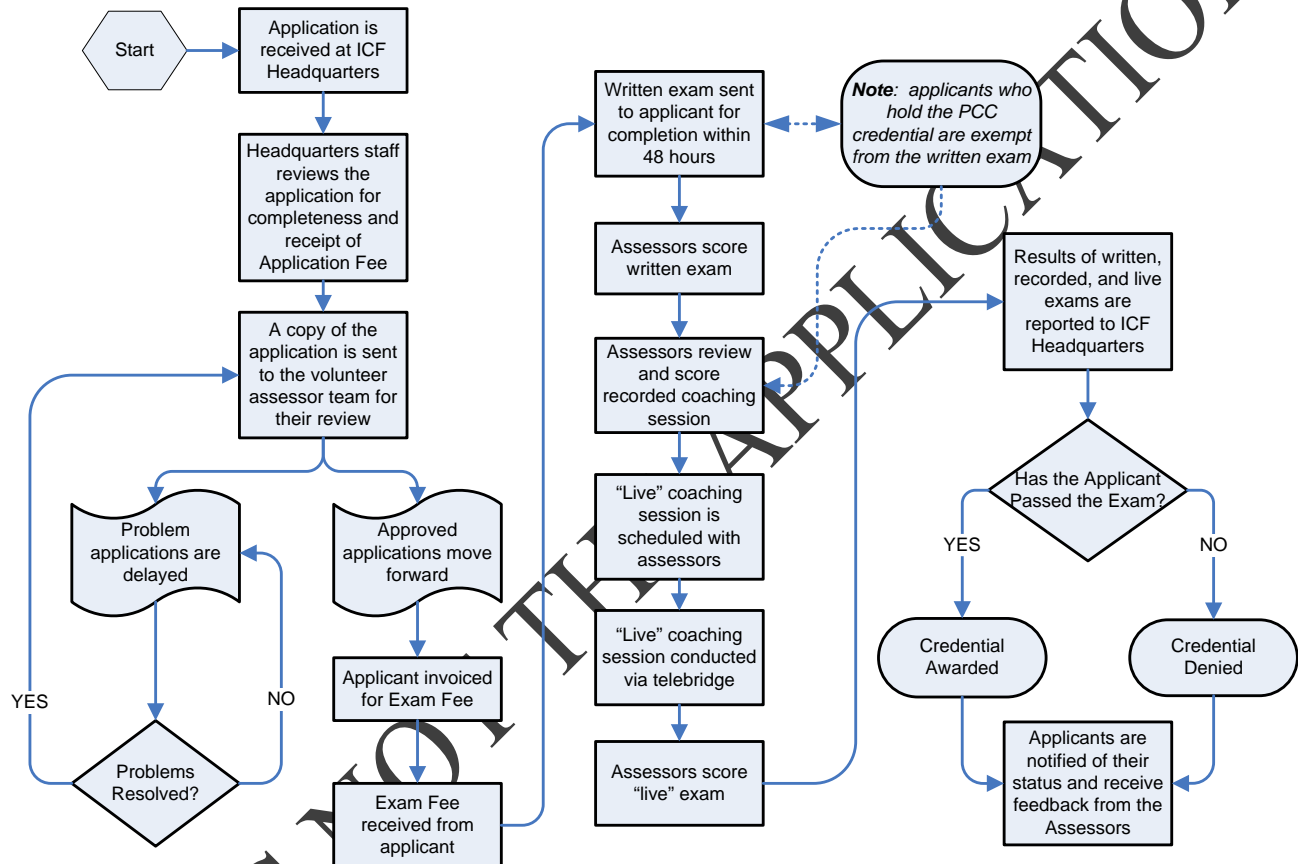 Start
Application is
received at ICF
Headquarters
Headquarters staff
reviews the
application for
completeness and
receipt of
Application Fee
A copy of the
application is sent
to the volunteer
assessor team for
their review
Problem
applications are
delayed
Approved
applications move
forward
YES
NO
Problems
Resolved?
Applicant invoiced
for Exam Fee
Exam Fee
received from
applicant
Written exam sent
to applicant for
completion within
48 hours
Note: applicants who
hold the PCC
credential are exempt
from the written exam
Assessors score
written exam
Assessors review
and score
recorded coaching
session
“Live” coaching
session is
scheduled with
assessors
“Live” coaching
session conducted
via telebridge
Assessors score
“live” exam
Results of written,
recorded, and live
exams are
reported to ICF
Headquarters
Has the Applicant
Passed the Exam?
YES
NO
Credential
Awarded
Credential
Denied
Applicants are
notified of their
status and receive
feedback from the
Assessors
NOT THE APPLICATION